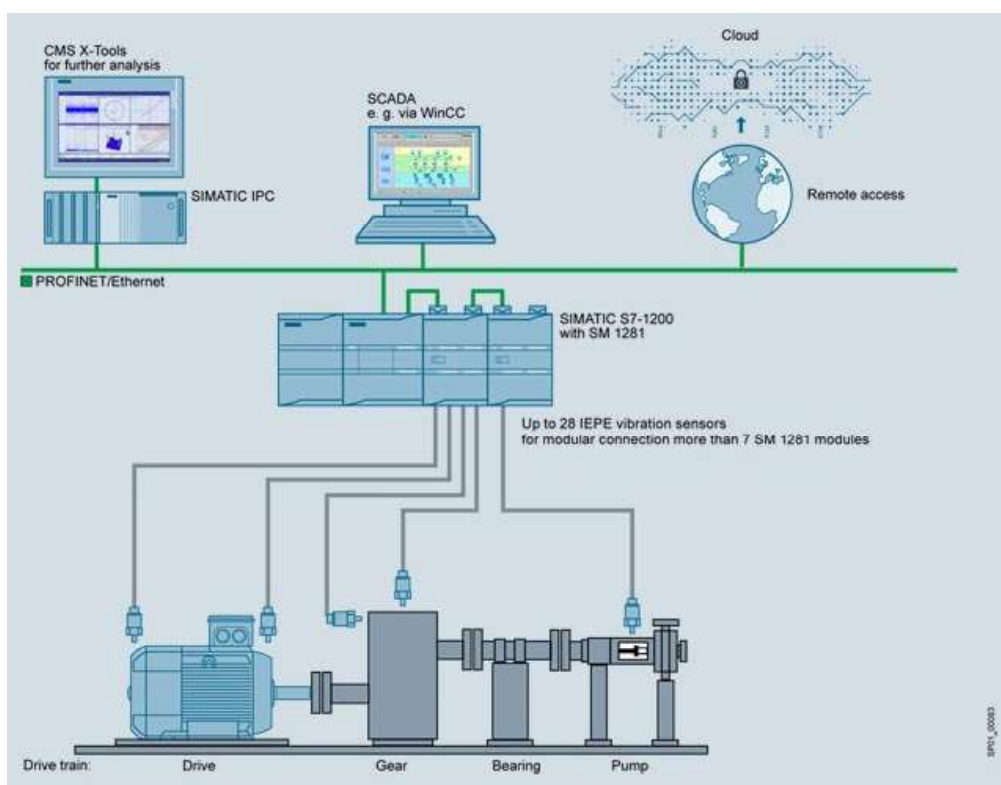 CMS X-Tools
for further analysis
SIMATIC IPC
SCADA
e. g. via WinCC
Cloud
Remote access
PROFINET/Ethernet
SIMATIC S7-1200
with SM 1281
Up to 28 IEPE vibration sensors
for modular connection more than 7 SM 1281 modules
Drive train:
Drive
Gear
Bearing
Pump
SP01_00083